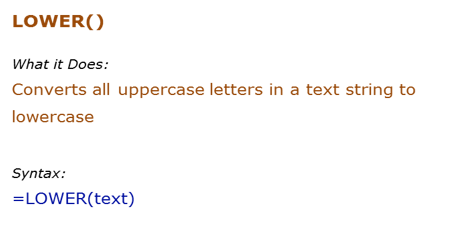 LOWER()
What it Does:
Converts all uppercase letters in a text string to
lowercase
Syntax:
=LOWER(text)